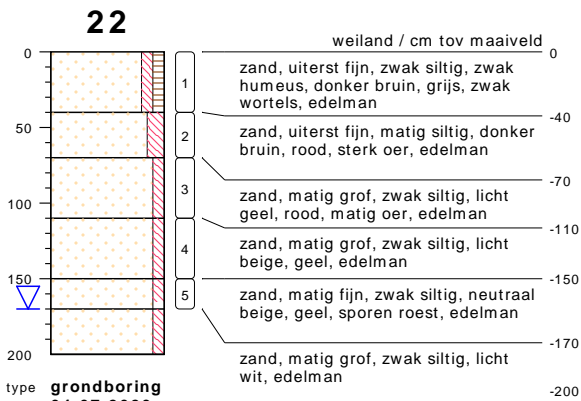 22
weiland / cm tov maaiveld
0
0
zand, uiterst fijn, zwak siltig, zwak
humeus, donker bruin, grijs, zwak
wortels, edelman
1
-40
50
2
zand, uiterst fijn, matig siltig, donker
bruin, rood, sterk oer, edelman
-70
3
zand, matig grof, zwak siltig, licht
geel, rood, matig oer, edelman
100
-110
4
zand, matig grof, zwak siltig, licht
beige, geel, edelman
150
-150
5
zand, matig fijn, zwak siltig, neutraal
beige, geel, sporen roest, edelman
-170
200
zand, matig grof, zwak siltig, licht
wit, edelman
-200
type grondboring